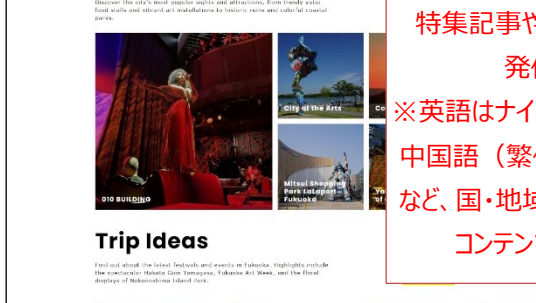 Discover the city's most popular sights and attractions, from trendy yatai
food stalls and vibrant art installations to historic ruins and colorful coastal
parks.
City of the Arts
Co
010 BUILDING
Mitsui Shopping
Park LaLaport
Fukuoka
Yo
of
Trip Ideas
Find out about the latest festivals and events in Fukuoka. Highlights include
the spectacular Hakata Gion Yamagasa, Fukuoka Art Week, and the floral
displays of Nokonoshima Island Park.
特集記事や
発信
※英語はナイ
中国語（繁
など、国・地域
コンテン